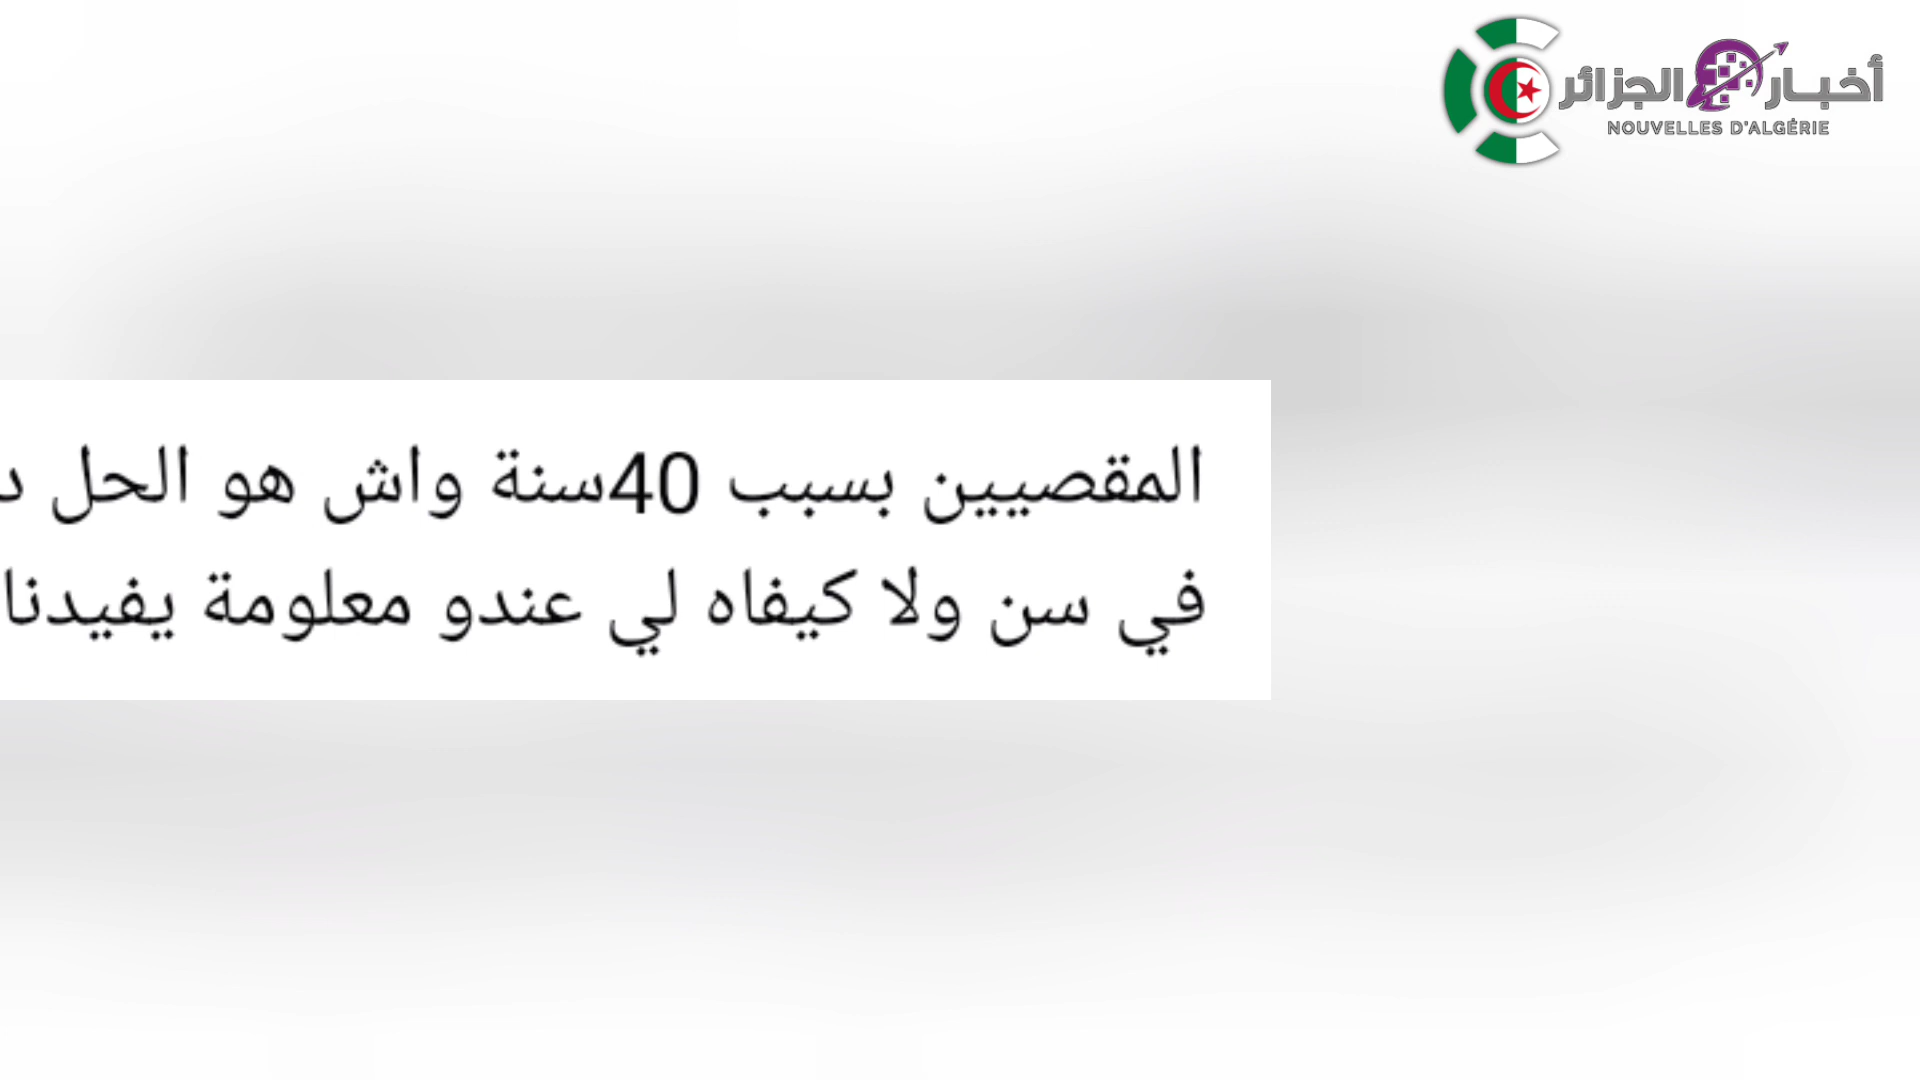 أخبار الجزائر
NOUVELLES D'ALGÉRIE
المقصيين بسبب 40سنة واش هو الحل
في سن ولا كيفاه لي عندو معلومة يفيدنا